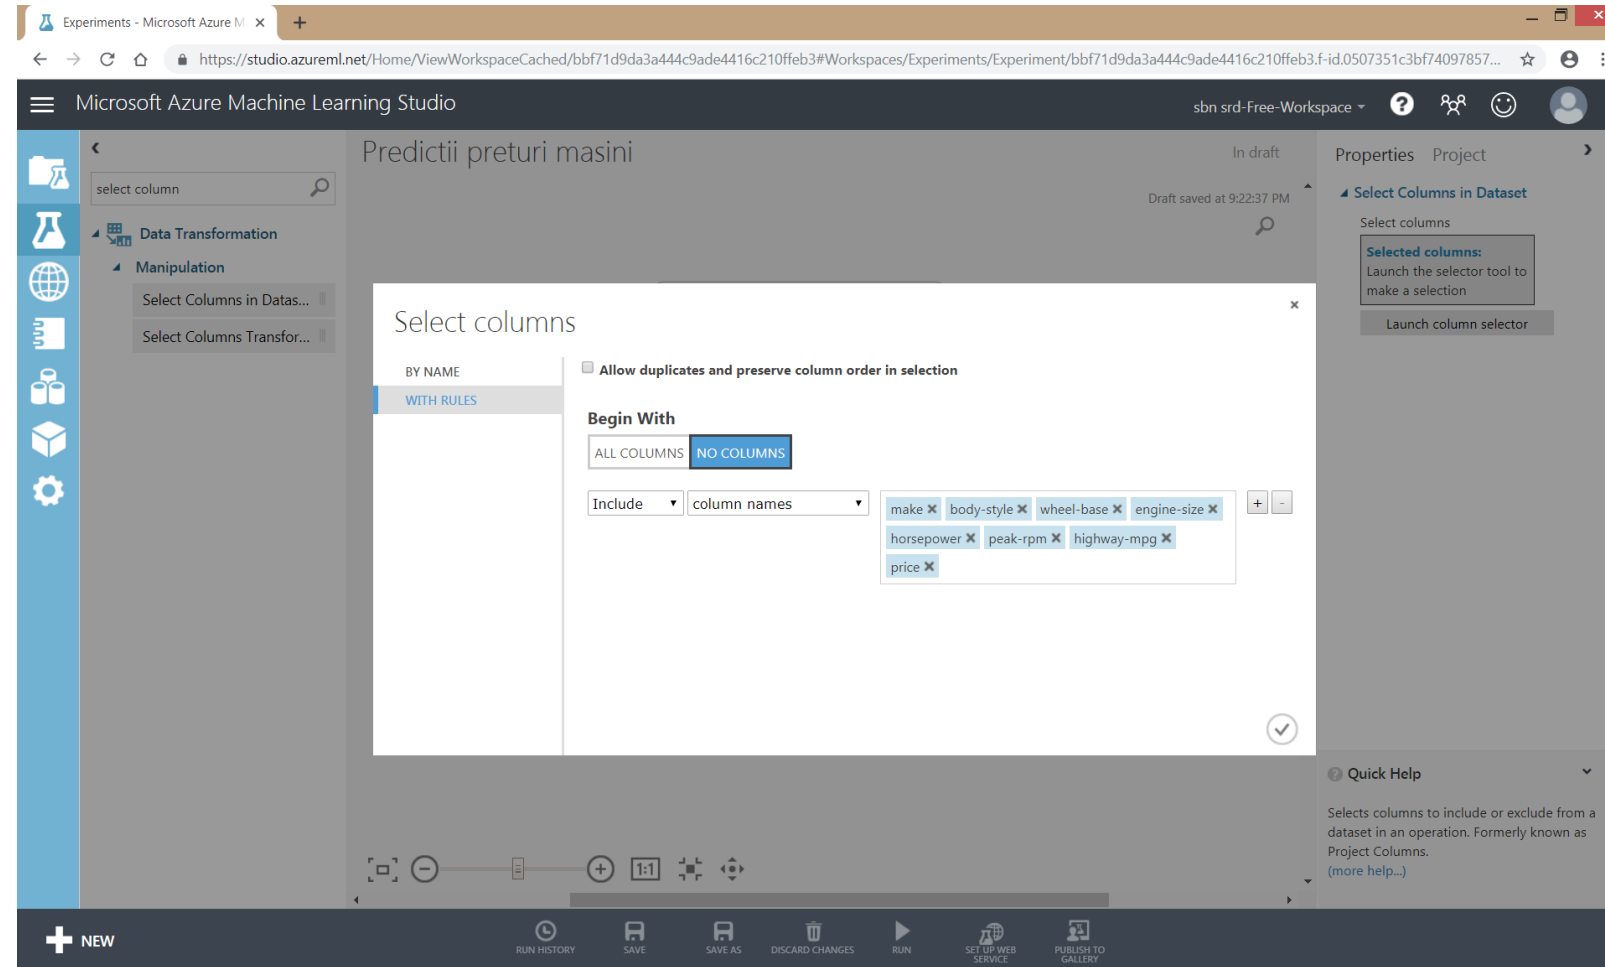 Experiments - Microsoft Azure M
https://studio.azureml.net/Home/ViewWorkspaceCached/bbf71d9da3a444c9ade4416c210ffeb3#Workspaces/Experiments/Experiment/bbf71d9da3a444c9ade4416c210ffeb3.f-id.0507351c3bf74097857...
Microsoft Azure Machine Learning Studio
sbn srd-Free-Workspace
select column
Data Transformation
Manipulation
Select Columns in Datas...
Select Columns Transfor...
Predictii preturi masini
In draft
Draft saved at 9:22:37 PM
Select columns
BY NAME
WITH RULES
Allow duplicates and preserve column order in selection
Begin With
ALL COLUMNS NO COLUMNS
Include column names
make body-style wheel-base engine-size
horsepower peak-rpm highway-mpg
price
+ -
Properties Project
Select Columns in Dataset
Select columns
Selected columns:
Launch the selector tool to
make a selection
Launch column selector
Quick Help
Selects columns to include or exclude from a
dataset in an operation. Formerly known as
Project Columns.
(more help...)
1:1
NEW
RUN HISTORY
SAVE
SAVE AS
DISCARD CHANGES
RUN
SET UP WEB
SERVICE
PUBLISH TO
GALLERY